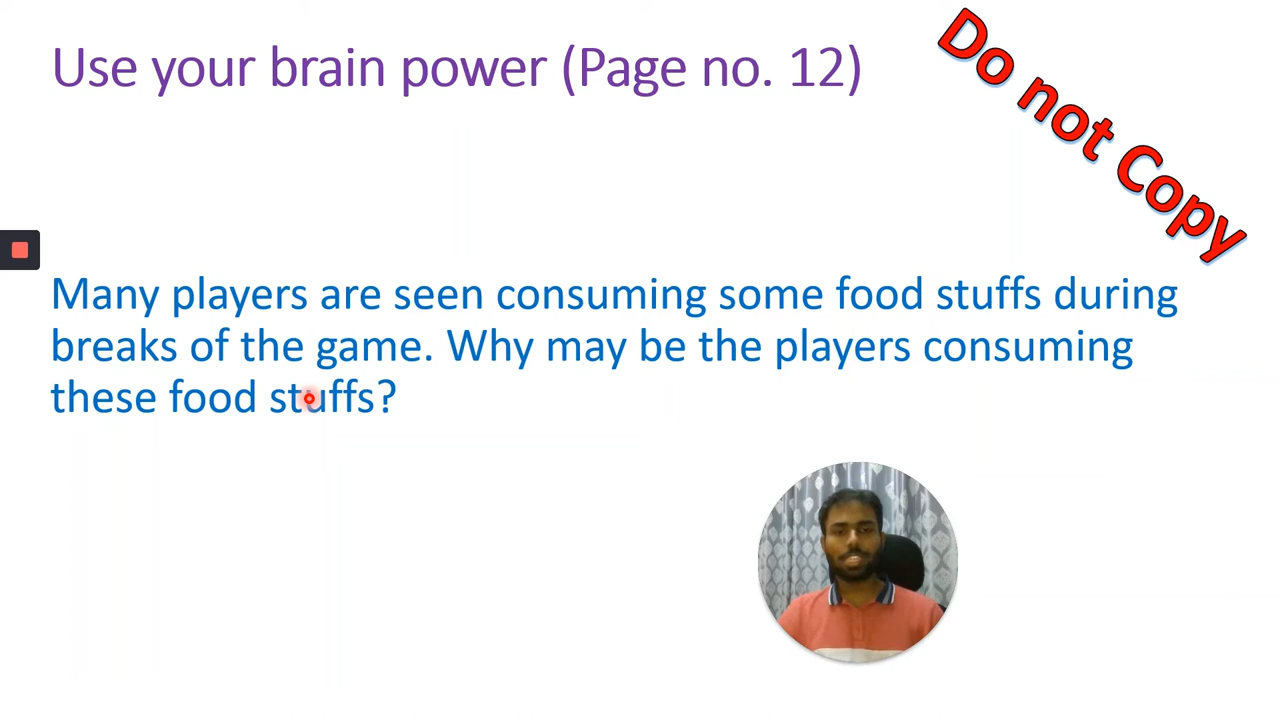 Use your brain power (Page no. 12)
Do not Copy
Many players are seen consuming some food stuffs during
breaks of the game. Why may be the players consuming
these food stuffs?